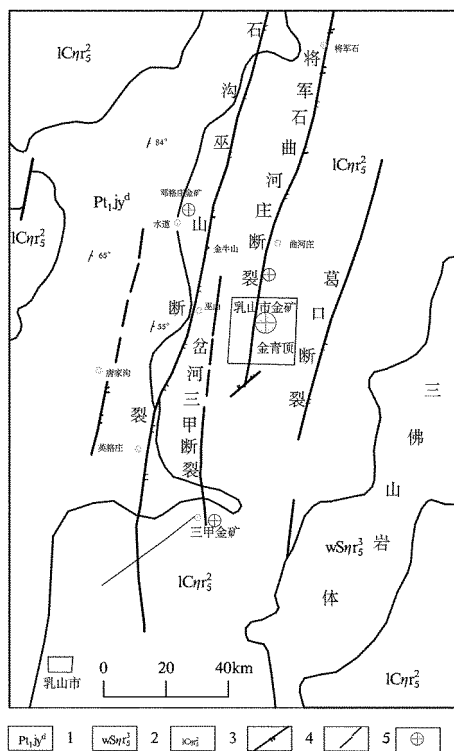 lCηr₅²
84°
Pt₁jyᵈ
lCηr₅²
65°
55°
石沟巫山断裂
将军石曲河庄断裂
将军石
lCηr₅²
邓格庄金矿
水道
金牛山
曲河庄
巫山
葛口断裂
乳山市金矿
金青顶
岔河三甲断裂
唐家沟
英格庄
三甲金矿
三佛山岩体
wSηr₅³
lCηr₅²
lCηr₅²
乳山市
0 20 40km
Pt₁jyᵈ 1 wSηr₅³ 2 lCηr₅² 3 4 5